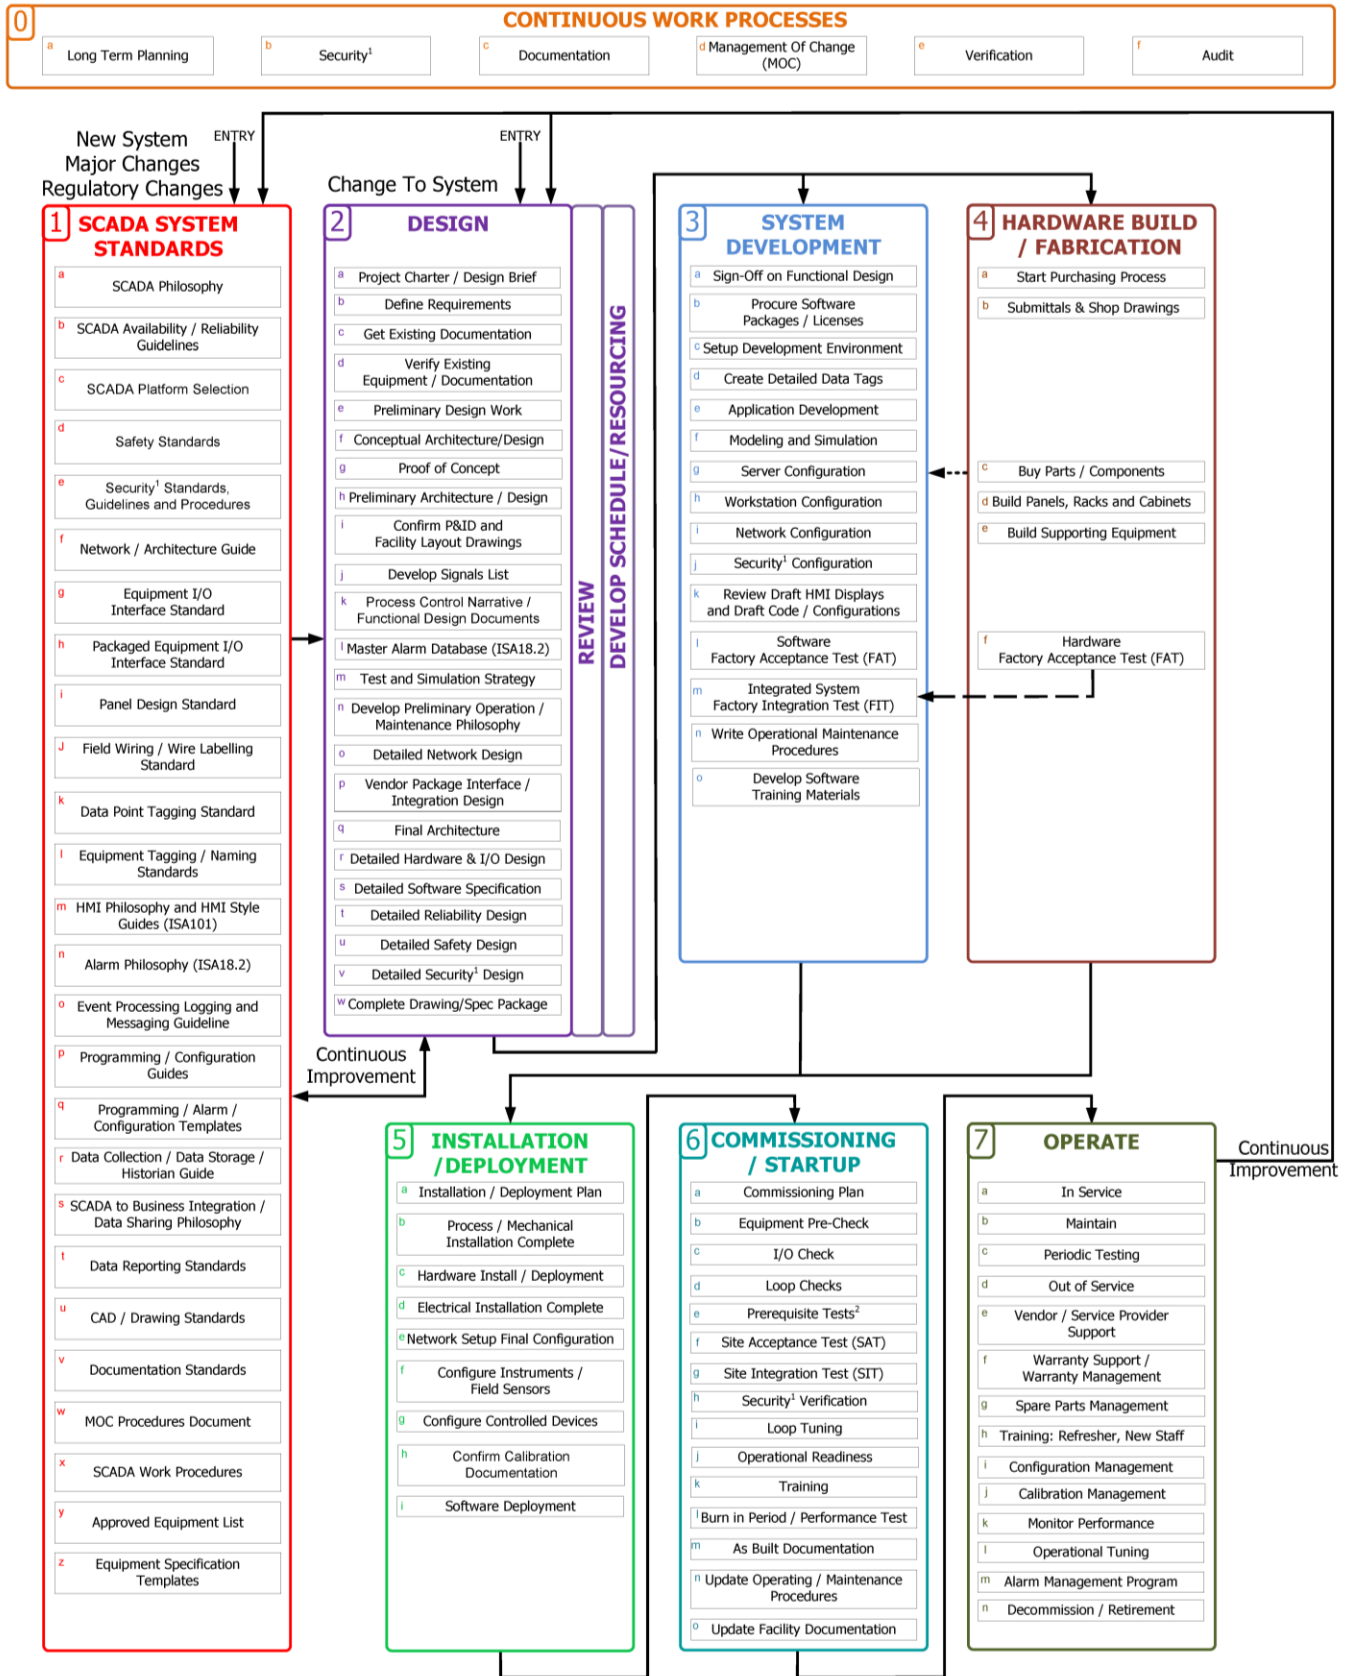 0
CONTINUOUS WORK PROCESSES
a Long Term Planning
b Security¹
c Documentation
d Management Of Change
(MOC)
e Verification
f Audit
New System
Major Changes
Regulatory Changes
ENTRY
Change To System
ENTRY
1 SCADA SYSTEM
STANDARDS
a SCADA Philosophy
b SCADA Availability / Reliability
Guidelines
c SCADA Platform Selection
d Safety Standards
e Security¹ Standards,
Guidelines and Procedures
f Network / Architecture Guide
g Equipment I/O
Interface Standard
h Packaged Equipment I/O
Interface Standard
i Panel Design Standard
J Field Wiring / Wire Labelling
Standard
k Data Point Tagging Standard
l Equipment Tagging / Naming
Standards
m HMI Philosophy and HMI Style
Guides (ISA101)
n Alarm Philosophy (ISA18.2)
o Event Processing Logging and
Messaging Guideline
p Programming / Configuration
Guides
q Programming / Alarm /
Configuration Templates
r Data Collection / Data Storage /
Historian Guide
s SCADA to Business Integration /
Data Sharing Philosophy
t Data Reporting Standards
u CAD / Drawing Standards
v Documentation Standards
w MOC Procedures Document
x SCADA Work Procedures
y Approved Equipment List
z Equipment Specification
Templates
2 DESIGN
a Project Charter / Design Brief
b Define Requirements
c Get Existing Documentation
d Verify Existing
Equipment / Documentation
e Preliminary Design Work
f Conceptual Architecture/Design
g Proof of Concept
h Preliminary Architecture / Design
i Confirm P&ID and
Facility Layout Drawings
j Develop Signals List
k Process Control Narrative /
Functional Design Documents
l Master Alarm Database (ISA18.2)
m Test and Simulation Strategy
n Develop Preliminary Operation /
Maintenance Philosophy
o Detailed Network Design
p Vendor Package Interface /
Integration Design
q Final Architecture
r Detailed Hardware & I/O Design
s Detailed Software Specification
t Detailed Reliability Design
u Detailed Safety Design
v Detailed Security¹ Design
w Complete Drawing/Spec Package
REVIEW
DEVELOP SCHEDULE/RESOURCING
Continuous
Improvement
3 SYSTEM
DEVELOPMENT
a Sign-Off on Functional Design
b Procure Software
Packages / Licenses
c Setup Development Environment
d Create Detailed Data Tags
e Application Development
f Modeling and Simulation
g Server Configuration
h Workstation Configuration
i Network Configuration
j Security¹ Configuration
k Review Draft HMI Displays
and Draft Code / Configurations
l Software
Factory Acceptance Test (FAT)
m Integrated System
Factory Integration Test (FIT)
n Write Operational Maintenance
Procedures
o Develop Software
Training Materials
4 HARDWARE BUILD
/ FABRICATION
a Start Purchasing Process
b Submittals & Shop Drawings
c Buy Parts / Components
d Build Panels, Racks and Cabinets
e Build Supporting Equipment
f Hardware
Factory Acceptance Test (FAT)
5 INSTALLATION
/DEPLOYMENT
a Installation / Deployment Plan
b Process / Mechanical
Installation Complete
c Hardware Install / Deployment
d Electrical Installation Complete
e Network Setup Final Configuration
f Configure Instruments /
Field Sensors
g Configure Controlled Devices
h Confirm Calibration
Documentation
i Software Deployment
6 COMMISSIONING
/ STARTUP
a Commissioning Plan
b Equipment Pre-Check
c I/O Check
d Loop Checks
e Prerequisite Tests²
f Site Acceptance Test (SAT)
g Site Integration Test (SIT)
h Security¹ Verification
i Loop Tuning
j Operational Readiness
k Training
l Burn in Period / Performance Test
m As Built Documentation
n Update Operating / Maintenance
Procedures
o Update Facility Documentation
7 OPERATE
a In Service
b Maintain
c Periodic Testing
d Out of Service
e Vendor / Service Provider
Support
f Warranty Support /
Warranty Management
g Spare Parts Management
h Training: Refresher, New Staff
i Configuration Management
j Calibration Management
k Monitor Performance
l Operational Tuning
m Alarm Management Program
n Decommission / Retirement
Continuous
Improvement